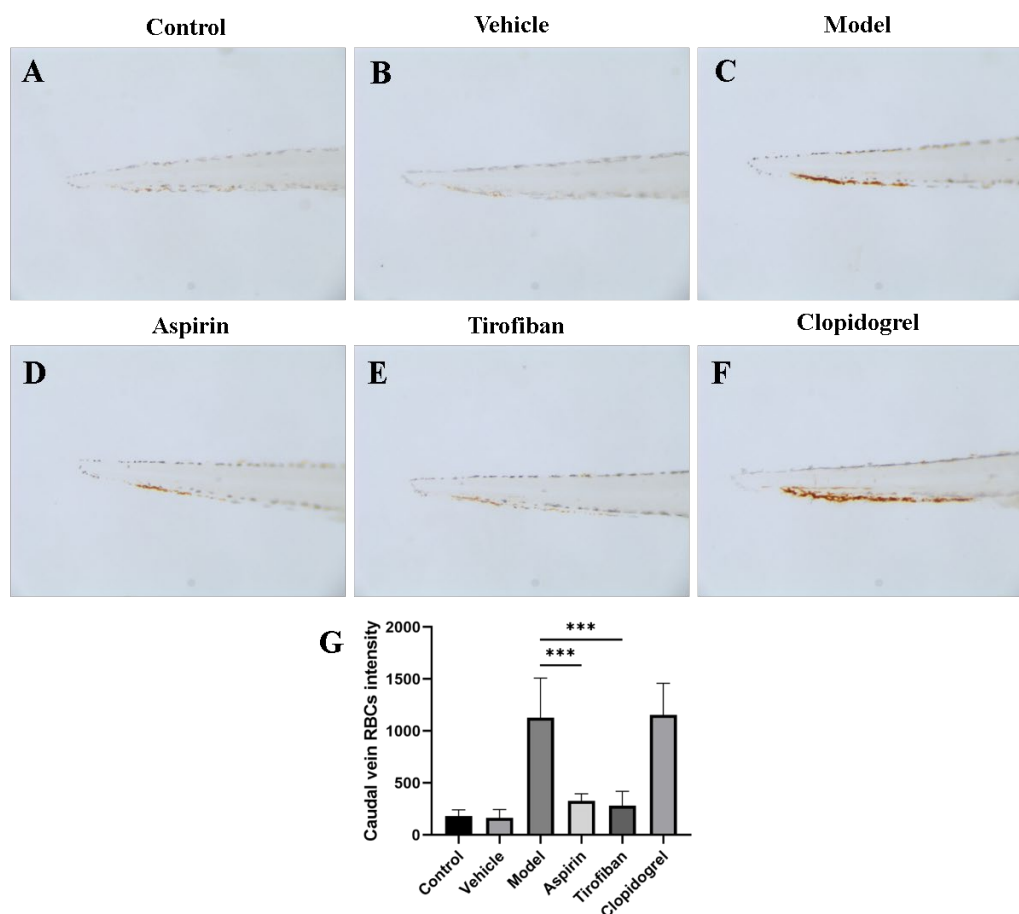 Control Vehicle Model
A B C
Aspirin Tirofiban Clopidogrel
D E F
G
Caudal vein RBCs intensity
2000
1500
1000
500
0
***
***
Control Vehicle Model Aspirin Tirofiban Clopidogrel